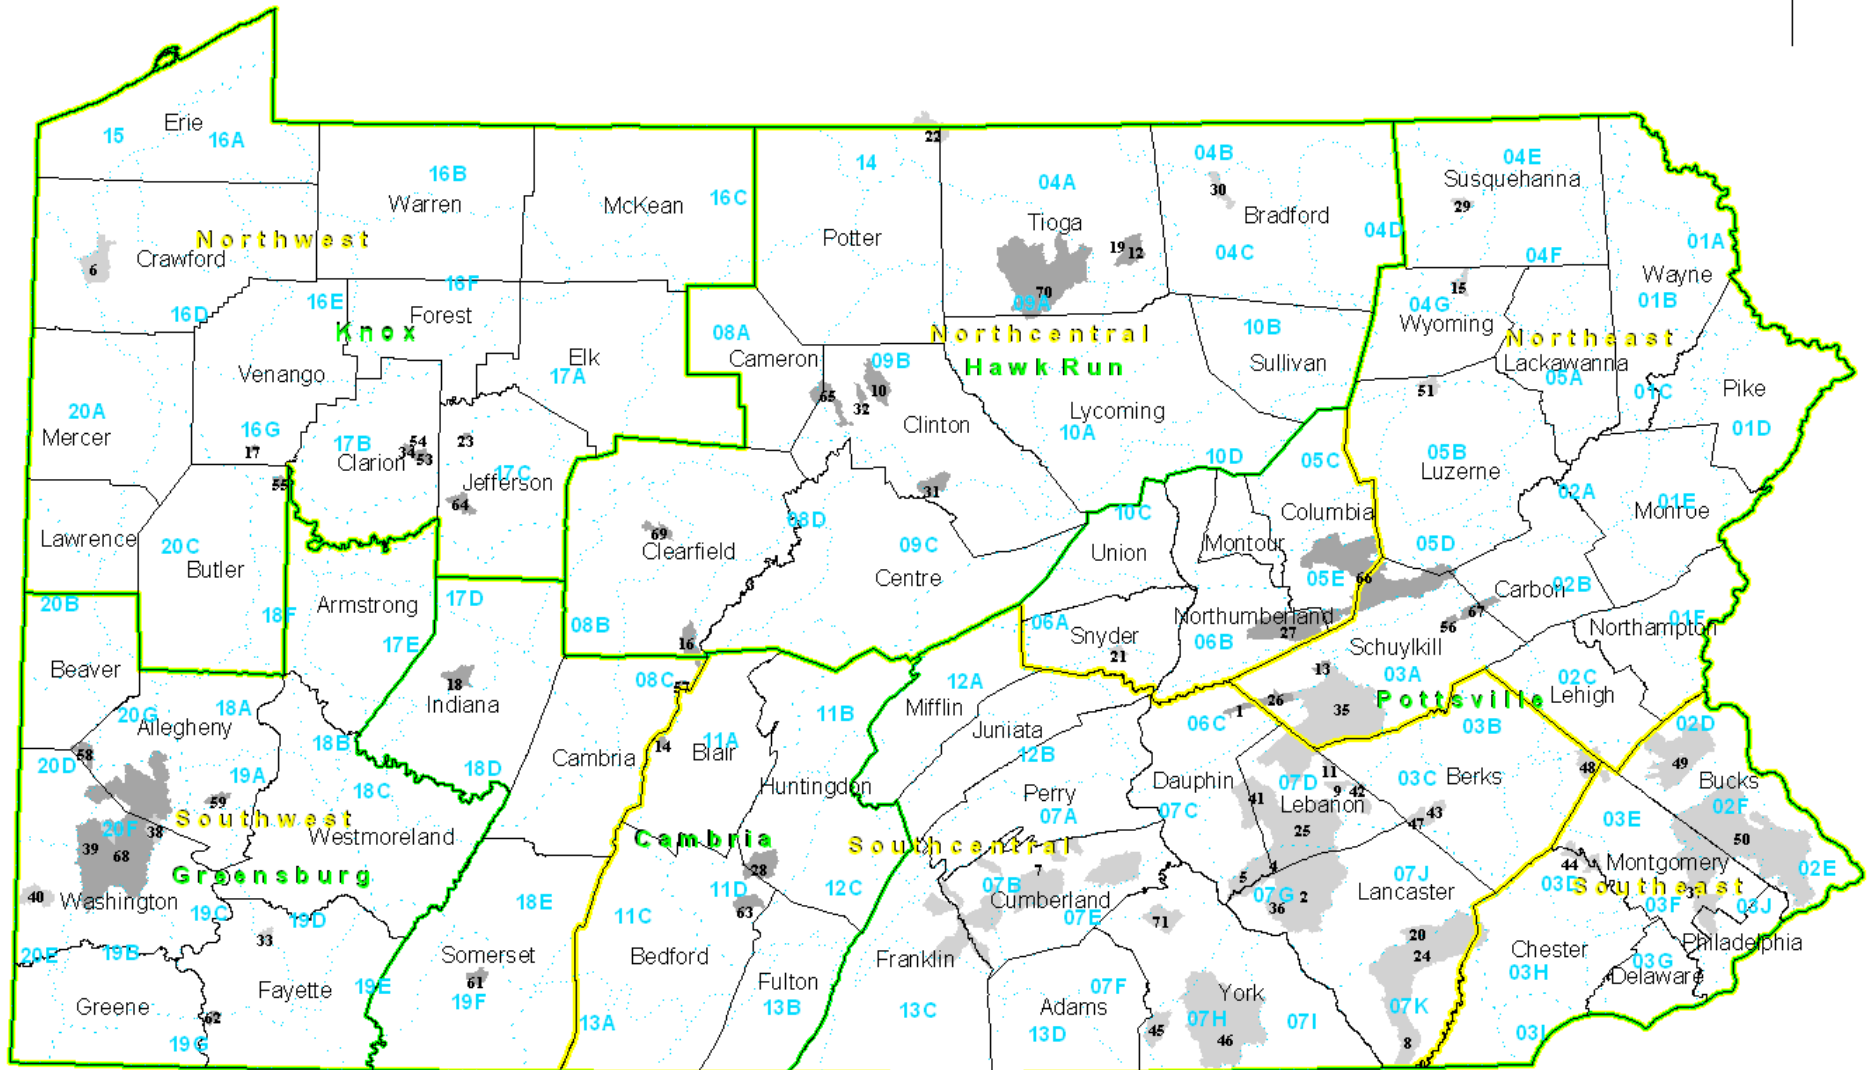 Erie
15
16A
22
14
04B
04E
Susquehanna
16B
Warren
McKean
16C
04A
30
Bradford
29
Tioga
Potter
04D
Northwest
Crawford
6
19
12
04C
04F
01A
Wayne
16F
16E
16D
Forest
70
09A
15
04G
01B
Knox
08A
Northcentral
10B
Wyoming
Northeast
Cameron
09B
Hawk Run
Sullivan
Lackawanna
Elk
17A
Venango
05A
01C
Pike
65
10
32
51
20A
Mercer
Clinton
Lycoming
10A
01D
16G
17
17B
54
34
53
Clarion
23
10D
05C
05B
Luzerne
17C
Jefferson
55
64
31
02A
01E
Monroe
Lawrence
20C
Butler
69
Clearfield
08D
09C
Centre
10C
Union
Columbia
Montour
05D
20B
18F
Armstrong
17D
05E
66
Carbon
02B
17E
08B
16
06A
Snyder
Northumberland
06B
27
56
67
01F
Northampton
Schuylkill
Beaver
21
13
03A
18
Indiana
08C
57
12A
02C
Lehigh
20G
18A
Allegheny
11B
Mifflin
26
1
35
Pottsville
06C
03B
02D
18B
58
20D
14
11A
Blair
Juniata
12B
Cambria
18D
19A
18C
59
Huntingdon
Dauphin
11
07D
9
42
03C
Berks
48
49
Bucks
Perry
07A
07C
41
Lebanon
43
47
02F
Southwest
20F
38
Westmoreland
25
03E
50
39
68
Cambria
Southcentral
Greensburg
28
11D
12C
7
07B
4
5
07G
07J
44
Montgomery
02E
40
Washington
63
Cumberland
36
2
Lancaster
03D
Southeast
37
19C
19D
18E
11C
07E
71
03F
03J
33
20
Philadelphia
20E
19B
Somerset
Bedford
Franklin
24
Chester
03G
61
Fulton
03H
Delaware
Greene
Fayette
19E
19F
13B
13C
07F
Adams
York
07K
62
13A
13D
45
07H
07I
03I
19G
46
8